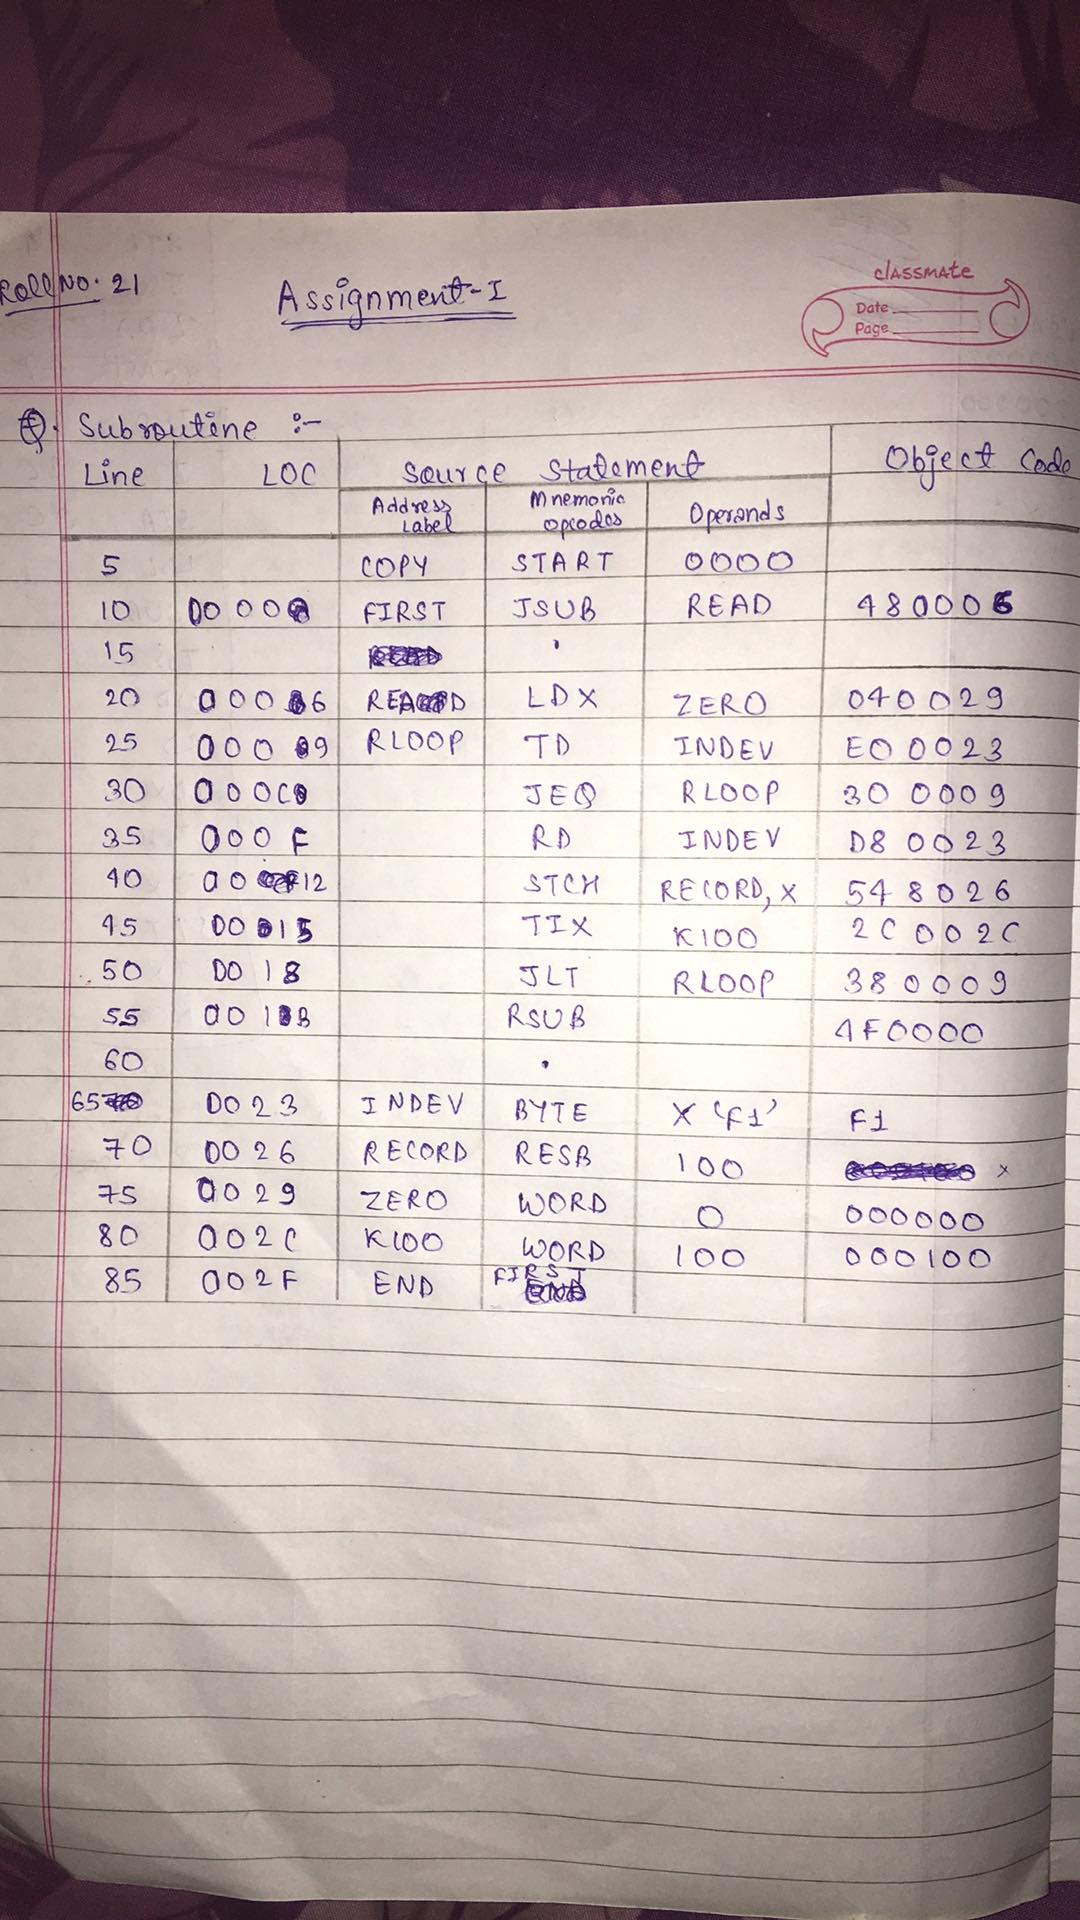 Roll No. 21
Assignment-I
classmate
Date
Page
Q. Subroutine :-
Line LOC Source Statement Object Code
Address Label Mnemonic opcodes Operands
5 COPY START 0000
10 FIRST JSUB READ 480006
15 .
20 00006 READ LDX ZERO 040029
25 00009 RLOOP TD INDEV E00023
30 000C JEQ RLOOP 300009
35 000F RD INDEV D80023
40 0012 STCH RECORD, X 548026
45 0015 TIX K100 2C002C
50 0018 JLT RLOOP 380009
55 001B RSUB 4F0000
60 .
65 0023 INDEV BYTE X 'F1' F1
70 0026 RECORD RESB 100 x
75 0029 ZERO WORD 0 000000
80 002C K100 WORD 100 000100
85 002F END FIRST